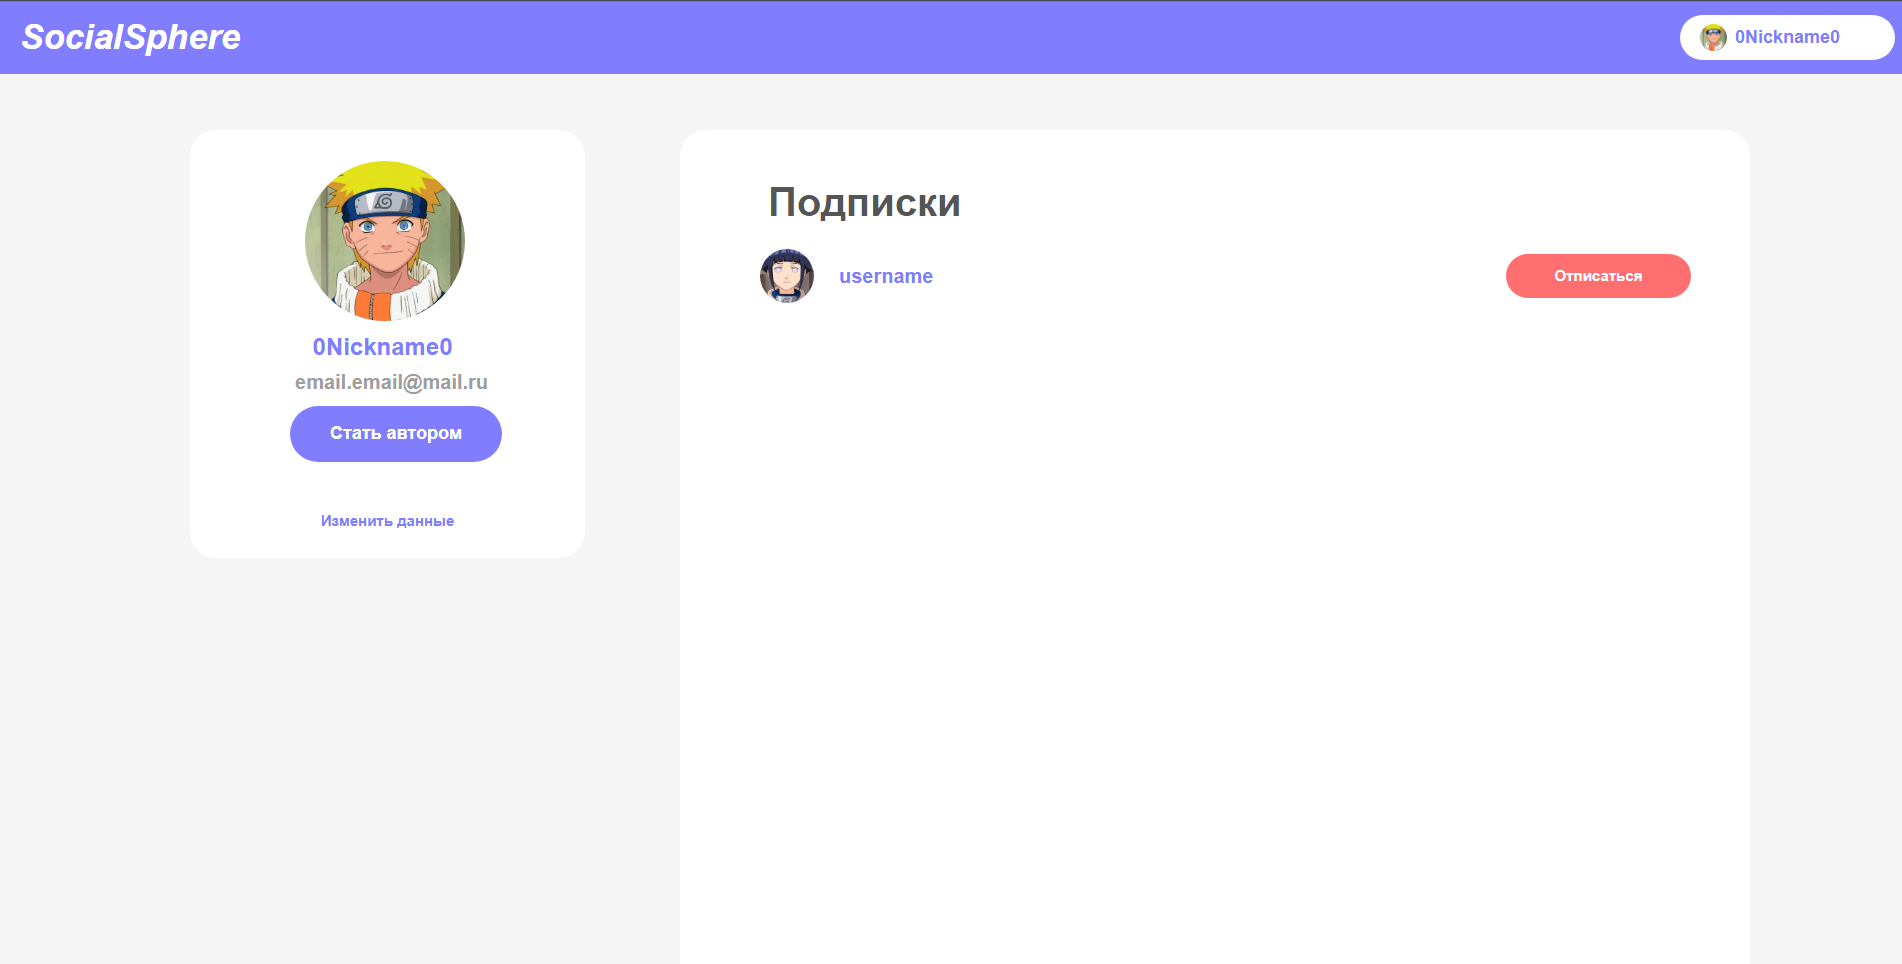 SocialSphere
0Nickname0
0Nickname0
email.email@mail.ru
Стать автором
Изменить данные
Подписки
username
Отписаться